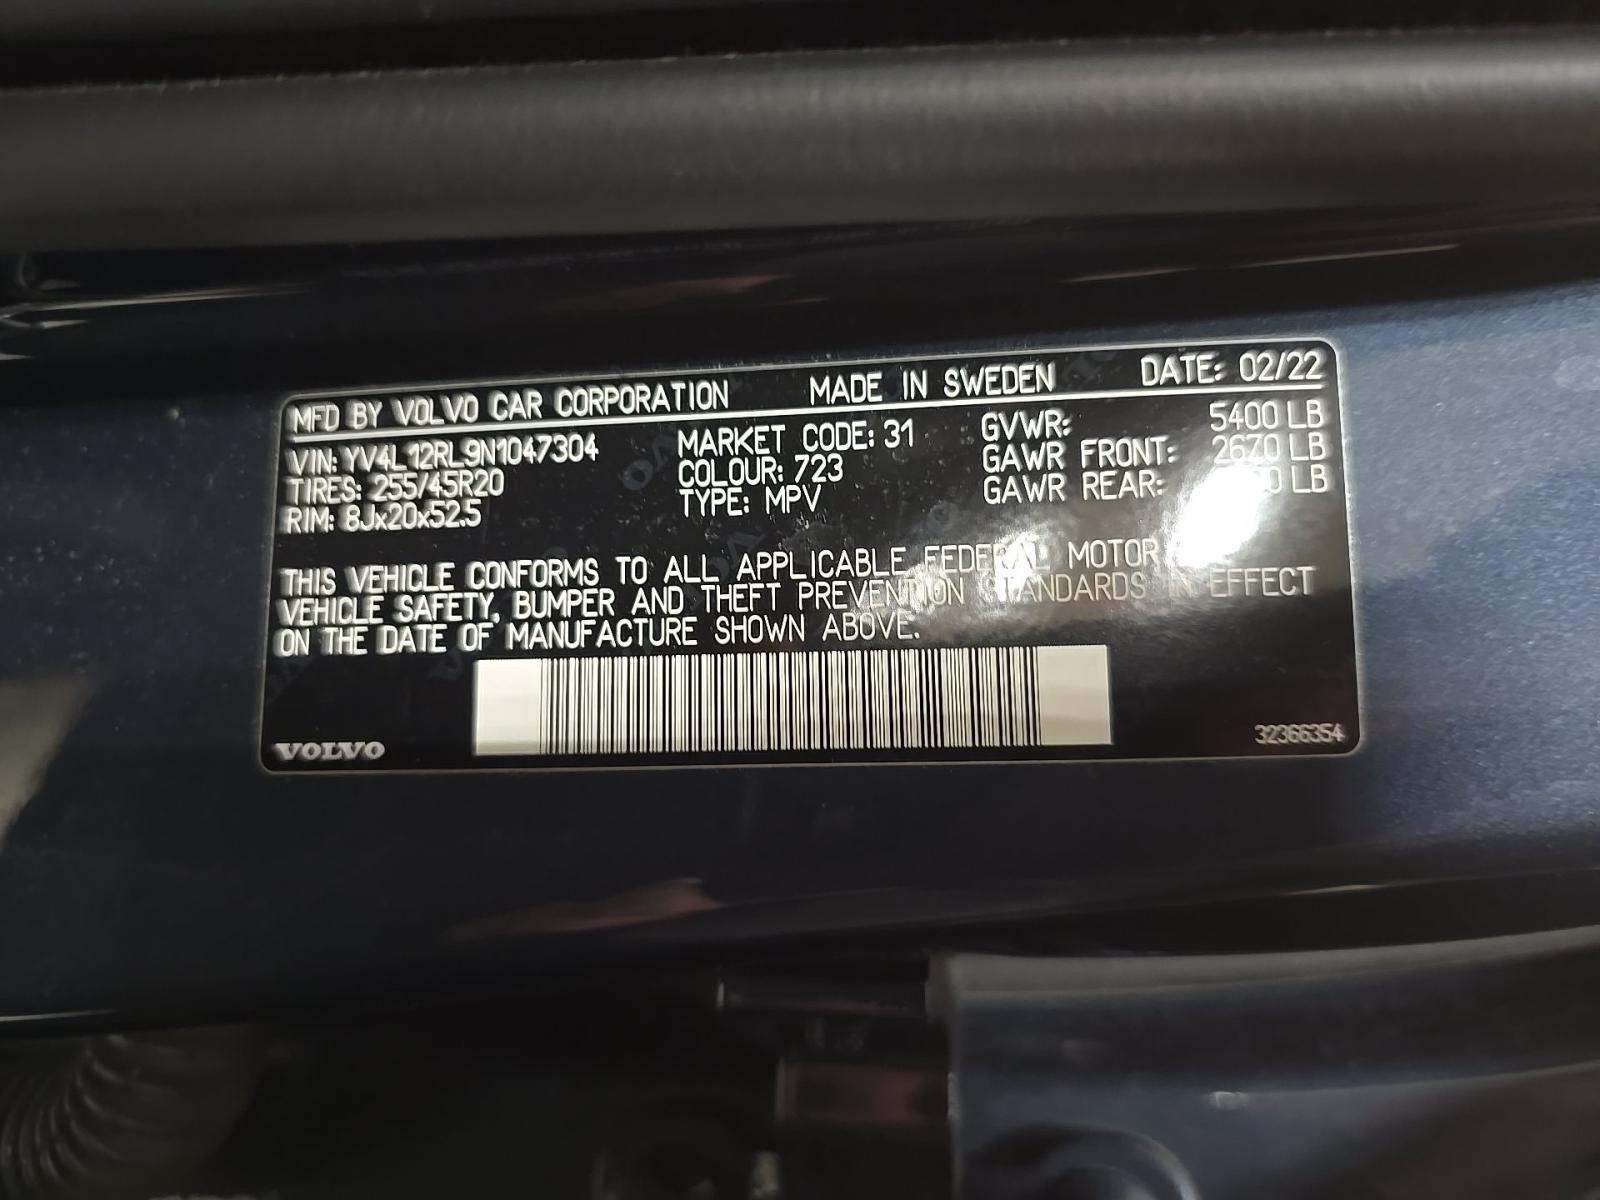 MFD BY VOLVO CAR CORPORATION MADE IN SWEDEN DATE: 02/22
VIN: YV4L12RL9N1047304 MARKET CODE: 31 GVWR: 5400 LB
TIRES: 255/45R20 COLOUR: 723 GAWR FRONT: 2670 LB
RIM: 8Jx20x52.5 TYPE: MPV GAWR REAR: LB
THIS VEHICLE CONFORMS TO ALL APPLICABLE FEDERAL MOTOR
VEHICLE SAFETY, BUMPER AND THEFT PREVENTION STANDARDS IN EFFECT
ON THE DATE OF MANUFACTURE SHOWN ABOVE.
VOLVO 32366354